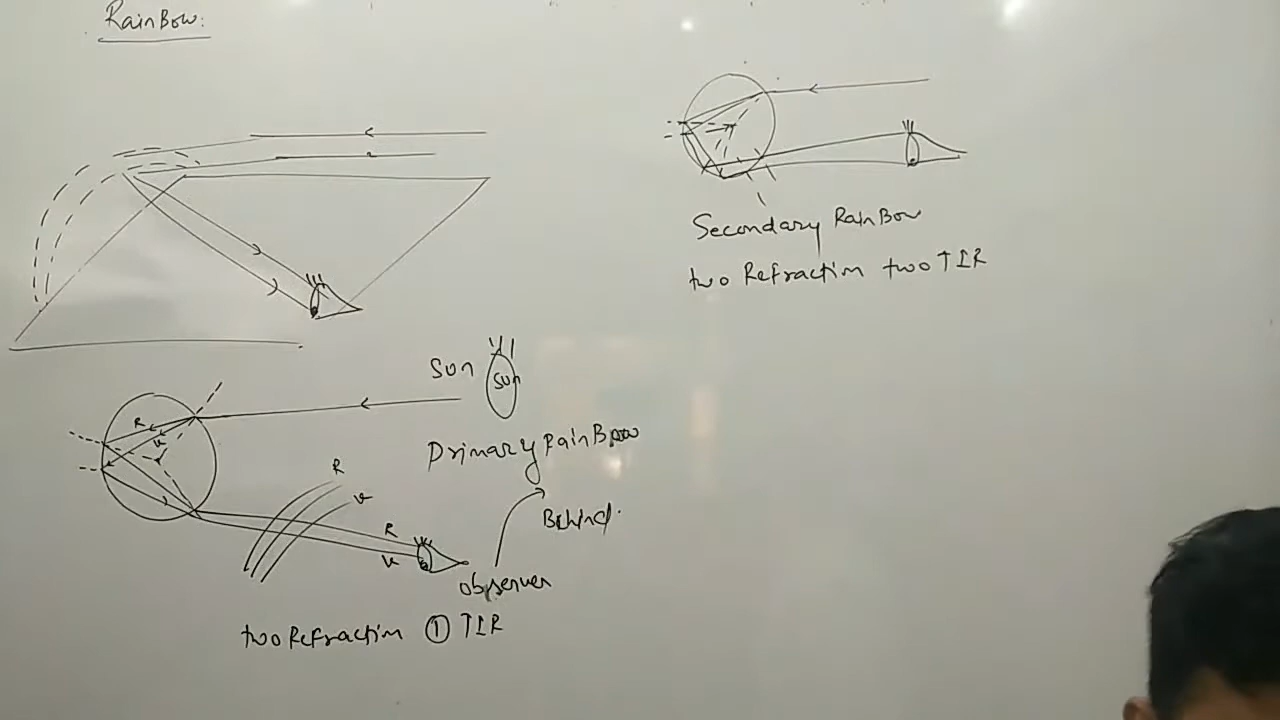 RainBow:
Secondary RainBow
two Refraction two TIR
Sun
Sun
R
v
Primary RainBow
R
v
Behind.
R
v
observer
two Refraction ① TIR